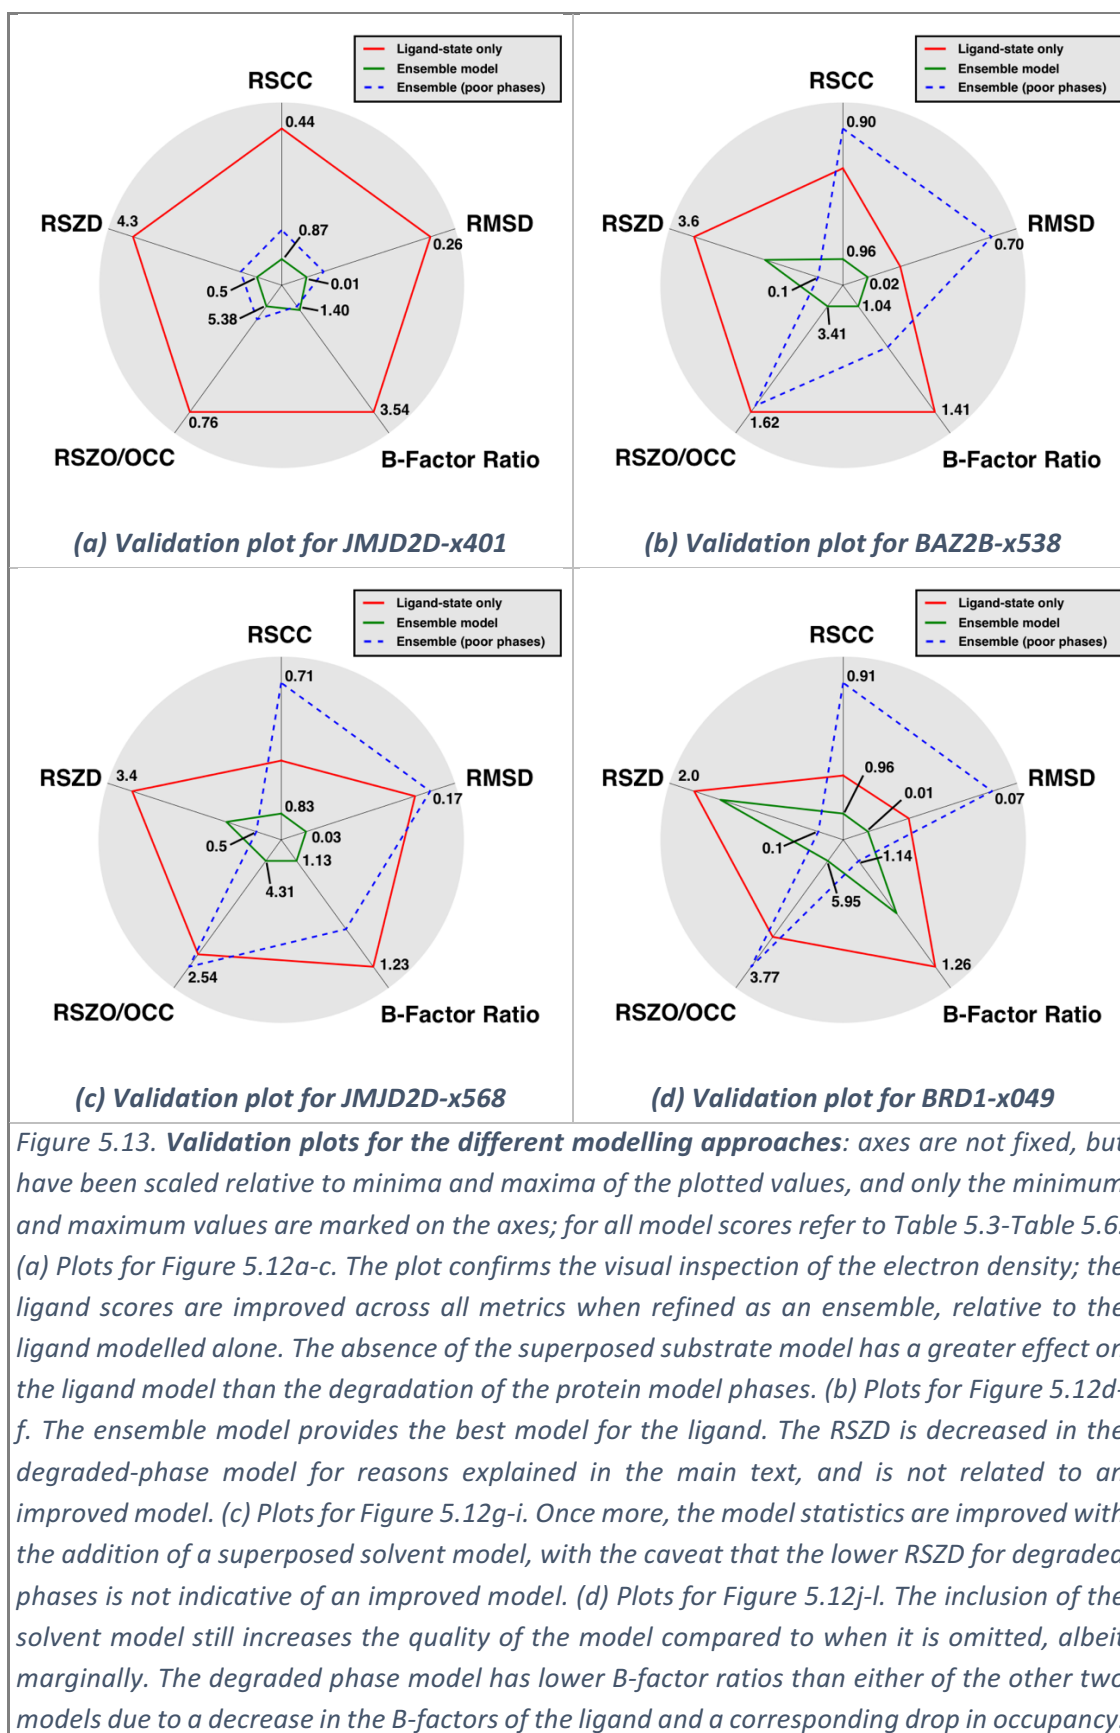 Ligand-state only
Ensemble model
Ensemble (poor phases)
RSCC
0.44
RSZD
4.3
RMSD
0.26
0.87
0.5
0.01
5.38
1.40
0.76
3.54
RSZO/OCC
B-Factor Ratio
(a) Validation plot for JMJD2D-x401
Ligand-state only
Ensemble model
Ensemble (poor phases)
RSCC
0.90
RSZD
3.6
RMSD
0.70
0.96
0.1
0.02
1.04
3.41
1.62
1.41
RSZO/OCC
B-Factor Ratio
(b) Validation plot for BAZ2B-x538
Ligand-state only
Ensemble model
Ensemble (poor phases)
RSCC
0.71
RSZD
3.4
RMSD
0.17
0.83
0.5
0.03
1.13
4.31
2.54
1.23
RSZO/OCC
B-Factor Ratio
(c) Validation plot for JMJD2D-x568
Ligand-state only
Ensemble model
Ensemble (poor phases)
RSCC
0.91
RSZD
2.0
RMSD
0.07
0.96
0.01
0.1
1.14
5.95
3.77
1.26
RSZO/OCC
B-Factor Ratio
(d) Validation plot for BRD1-x049
Figure 5.13. Validation plots for the different modelling approaches: axes are not fixed, but
have been scaled relative to minima and maxima of the plotted values, and only the minimum
and maximum values are marked on the axes; for all model scores refer to Table 5.3-Table 5.6.
(a) Plots for Figure 5.12a-c. The plot confirms the visual inspection of the electron density; the
ligand scores are improved across all metrics when refined as an ensemble, relative to the
ligand modelled alone. The absence of the superposed substrate model has a greater effect on
the ligand model than the degradation of the protein model phases. (b) Plots for Figure 5.12d-
f. The ensemble model provides the best model for the ligand. The RSZD is decreased in the
degraded-phase model for reasons explained in the main text, and is not related to an
improved model. (c) Plots for Figure 5.12g-i. Once more, the model statistics are improved with
the addition of a superposed solvent model, with the caveat that the lower RSZD for degraded
phases is not indicative of an improved model. (d) Plots for Figure 5.12j-l. The inclusion of the
solvent model still increases the quality of the model compared to when it is omitted, albeit
marginally. The degraded phase model has lower B-factor ratios than either of the other two
models due to a decrease in the B-factors of the ligand and a corresponding drop in occupancy.